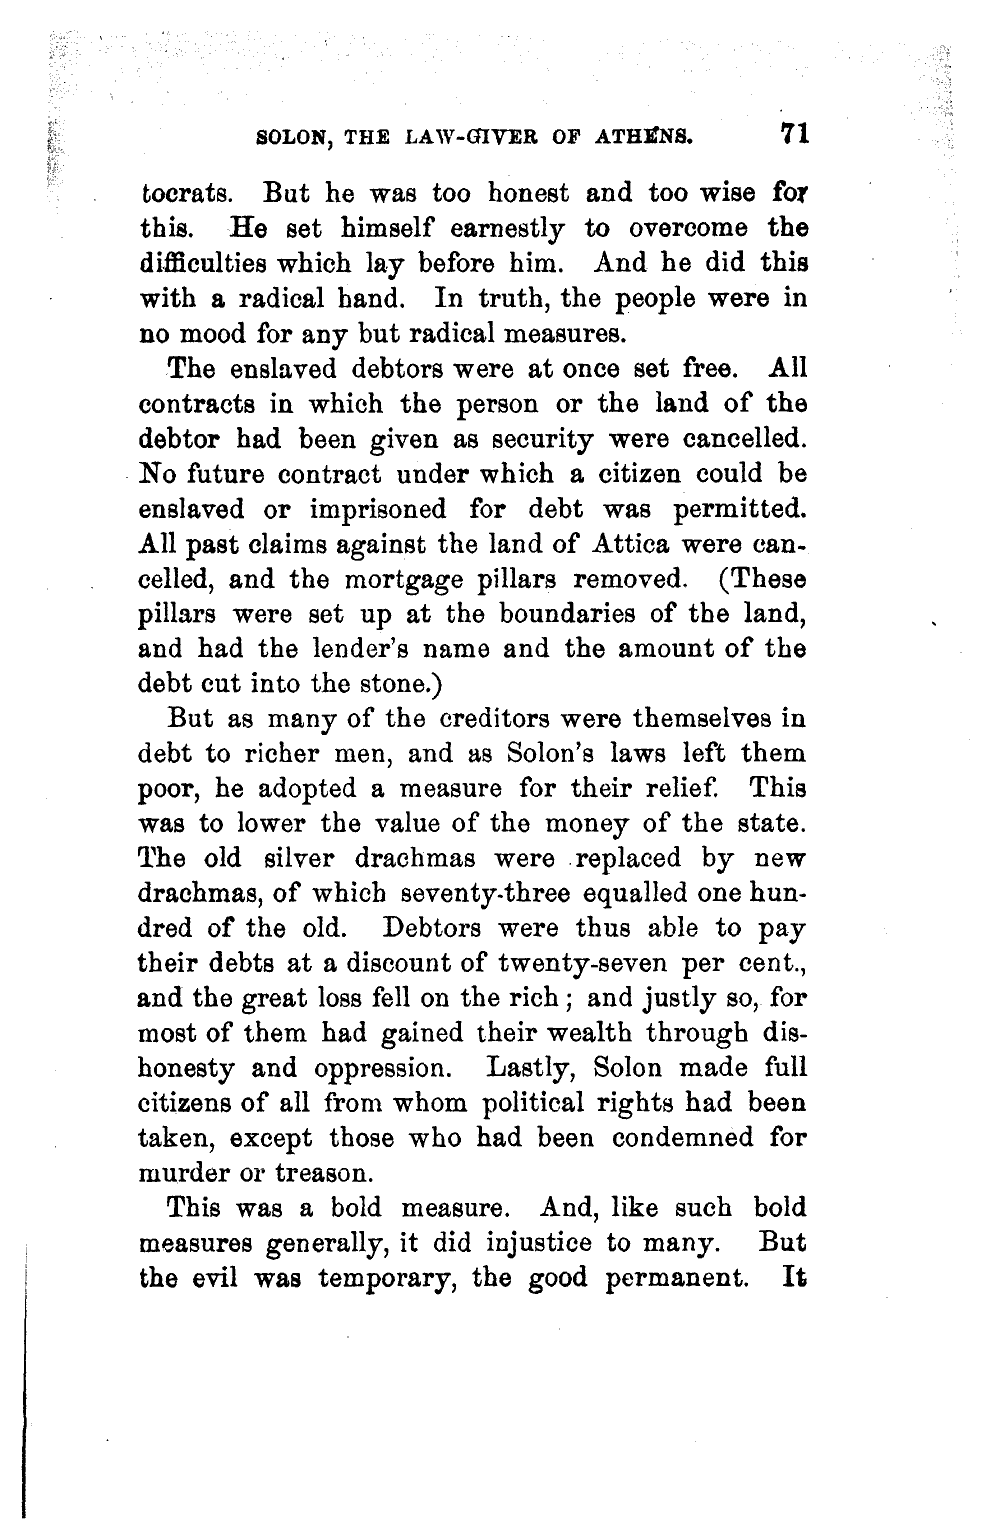 SOLON, THE LAW-GIVER OF ATHENS. 71
tocrats. But he was too honest and too wise for
this. He set himself earnestly to overcome the
difficulties which lay before him. And he did this
with a radical hand. In truth, the people were in
no mood for any but radical measures.
The enslaved debtors were at once set free. All
contracts in which the person or the land of the
debtor had been given as security were cancelled.
No future contract under which a citizen could be
enslaved or imprisoned for debt was permitted.
All past claims against the land of Attica were can-
celled, and the mortgage pillars removed. (These
pillars were set up at the boundaries of the land,
and had the lender's name and the amount of the
debt cut into the stone.)
But as many of the creditors were themselves in
debt to richer men, and as Solon's laws left them
poor, he adopted a measure for their relief. This
was to lower the value of the money of the state.
The old silver drachmas were replaced by new
drachmas, of which seventy-three equalled one hun-
dred of the old. Debtors were thus able to pay
their debts at a discount of twenty-seven per cent.,
and the great loss fell on the rich; and justly so, for
most of them had gained their wealth through dis-
honesty and oppression. Lastly, Solon made full
citizens of all from whom political rights had been
taken, except those who had been condemned for
murder or treason.
This was a bold measure. And, like such bold
measures generally, it did injustice to many. But
the evil was temporary, the good permanent. It